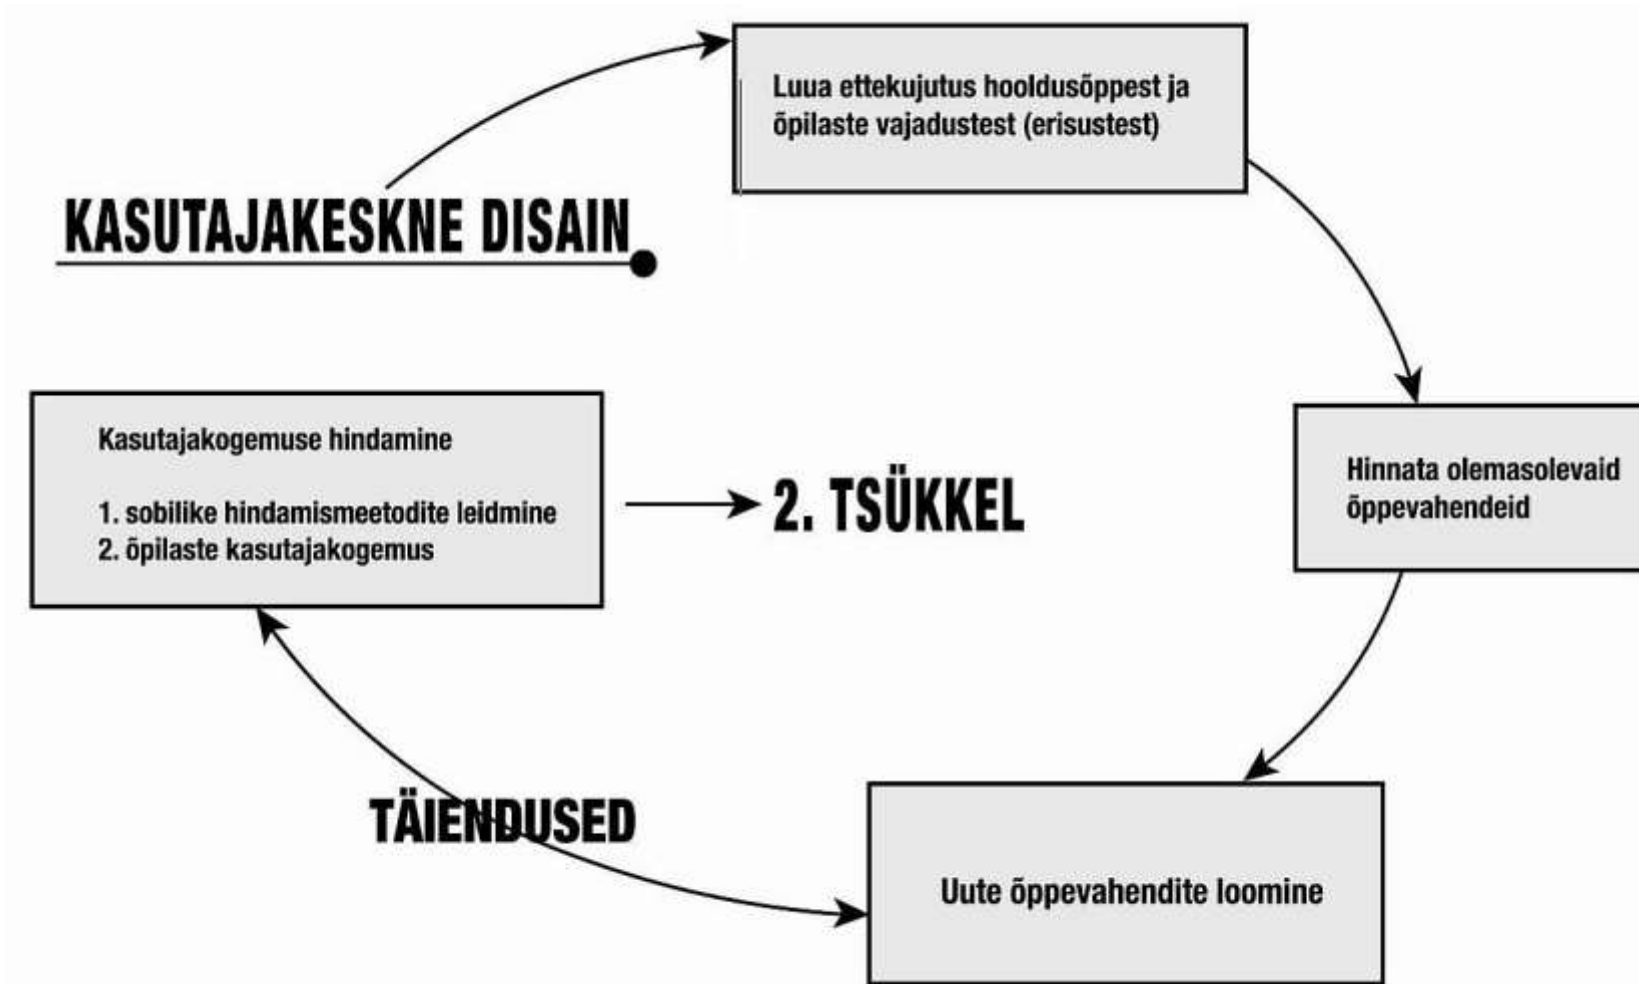 KASUTAJAKESKNE DISAIN
Luua ettekujutus hooldusõppest ja
õpilaste vajadustest (erisustest)
Hinnata olemasolevaid
õppevahendeid
Uute õppevahendite loomine
TÄIENDUSED
Kasutajakogemuse hindamine
1. sobilike hindamismeetodite leidmine
2. õpilaste kasutajakogemus
2. TSÜKKEL